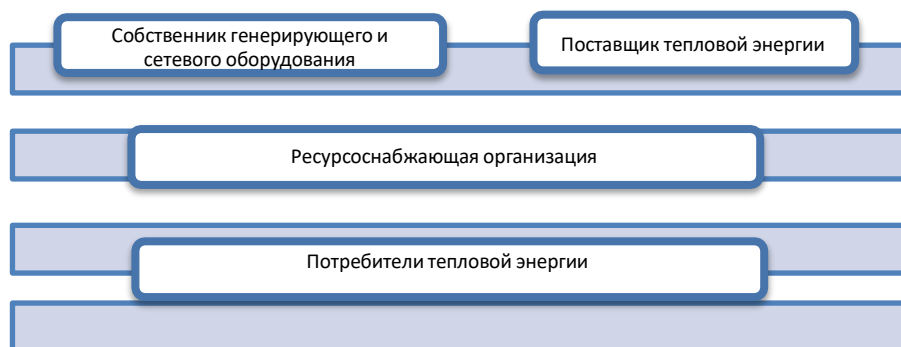 Собственник генерирующего и
сетевого оборудования
Поставщик тепловой энергии
Ресурсоснабжающая организация
Потребители тепловой энергии